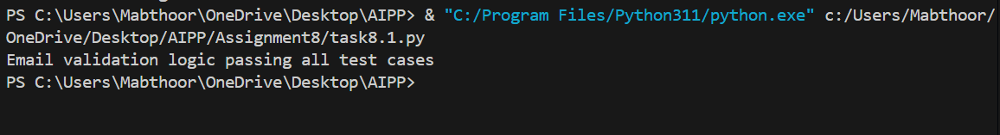 PS C:\Users\Mabthoor\OneDrive\Desktop\AIPP> & "C:/Program Files/Python311/python.exe" c:/Users/Mabthoor/
OneDrive/Desktop/AIPP/Assignment8/task8.1.py
Email validation logic passing all test cases
PS C:\Users\Mabthoor\OneDrive\Desktop\AIPP>